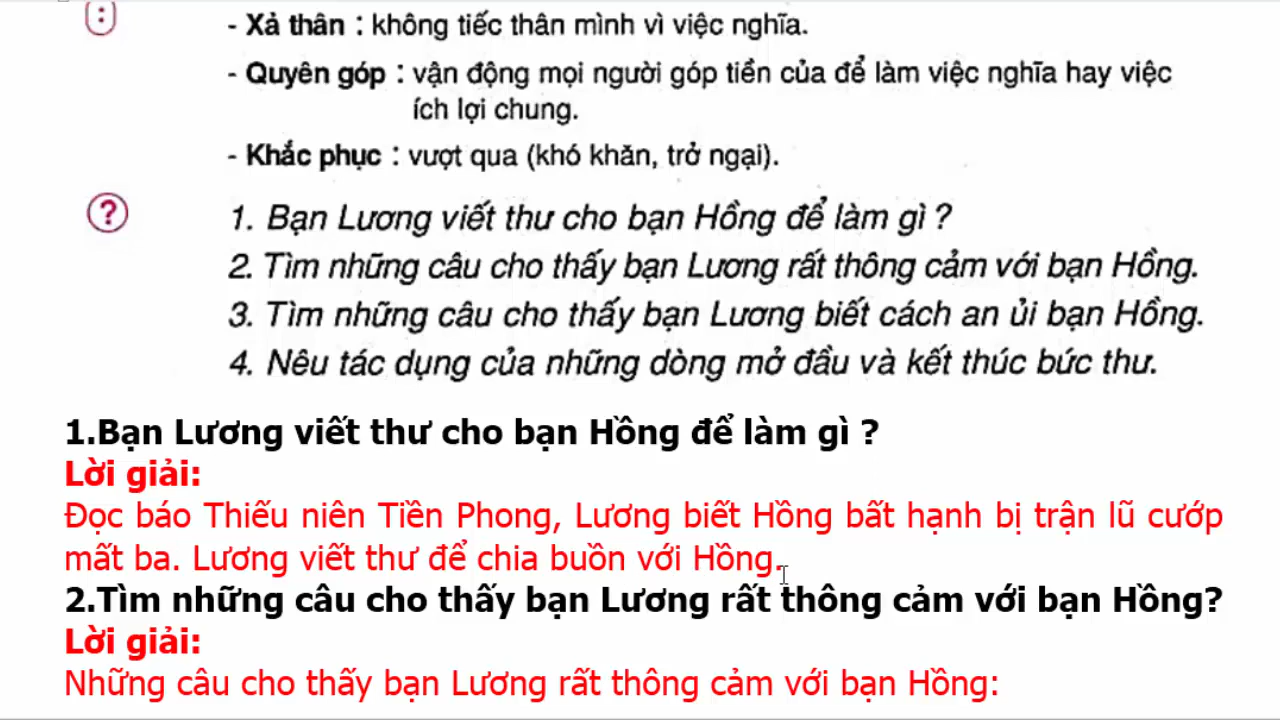 :
- Xả thân : không tiếc thân mình vì việc nghĩa.
- Quyên góp : vận động mọi người góp tiền của để làm việc nghĩa hay việc
ích lợi chung.
- Khắc phục : vượt qua (khó khăn, trở ngại).
?
1. Bạn Lương viết thư cho bạn Hồng để làm gì ?
2. Tìm những câu cho thấy bạn Lương rất thông cảm với bạn Hồng.
3. Tìm những câu cho thấy bạn Lương biết cách an ủi bạn Hồng.
4. Nêu tác dụng của những dòng mở đầu và kết thúc bức thư.
1.Bạn Lương viết thư cho bạn Hồng để làm gì ?
Lời giải:
Đọc báo Thiếu niên Tiền Phong, Lương biết Hồng bất hạnh bị trận lũ cướp
mất ba. Lương viết thư để chia buồn với Hồng.
2.Tìm những câu cho thấy bạn Lương rất thông cảm với bạn Hồng?
Lời giải:
Những câu cho thấy bạn Lương rất thông cảm với bạn Hồng: